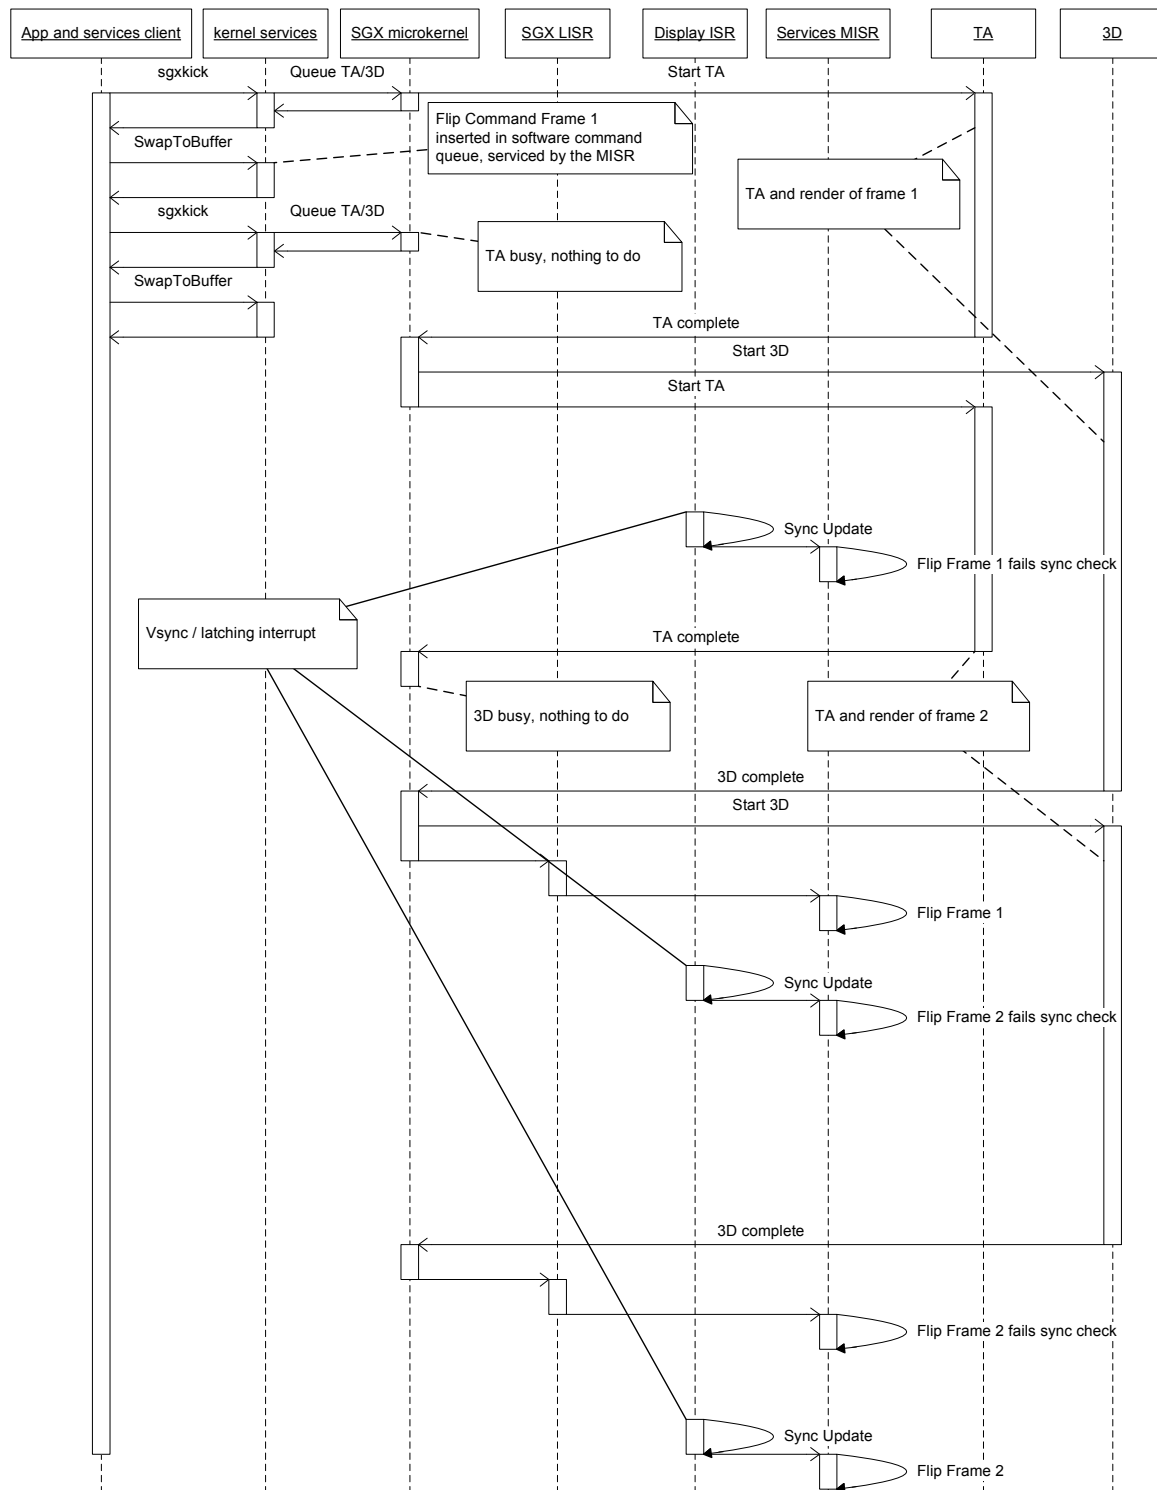 App and services client
kernel services
SGX microkernel
SGX LISR
Display ISR
Services MISR
TA
3D
sgxkick
Queue TA/3D
Start TA
Flip Command Frame 1
inserted in software command
queue, serviced by the MISR
SwapToBuffer
TA and render of frame 1
sgxkick
Queue TA/3D
TA busy, nothing to do
SwapToBuffer
TA complete
Start 3D
Start TA
Sync Update
Flip Frame 1 fails sync check
Vsync / latching interrupt
TA complete
3D busy, nothing to do
TA and render of frame 2
3D complete
Start 3D
Flip Frame 1
Sync Update
Flip Frame 2 fails sync check
3D complete
Flip Frame 2 fails sync check
Sync Update
Flip Frame 2